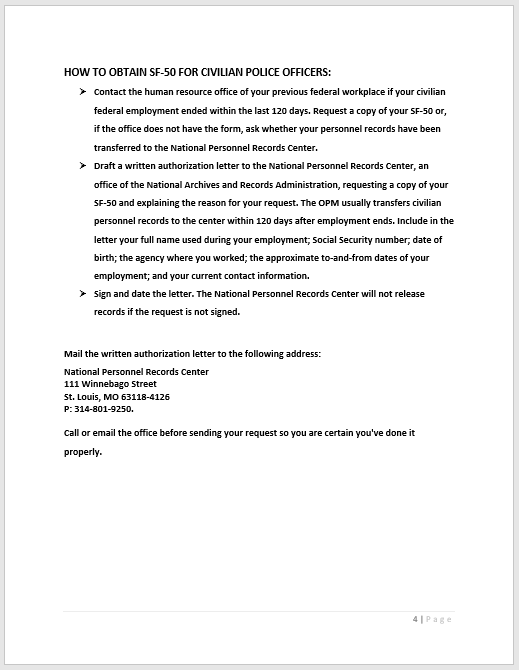 HOW TO OBTAIN SF-50 FOR CIVILIAN POLICE OFFICERS:
➤ Contact the human resource office of your previous federal workplace if your civilian
federal employment ended within the last 120 days. Request a copy of your SF-50 or,
if the office does not have the form, ask whether your personnel records have been
transferred to the National Personnel Records Center.
➤ Draft a written authorization letter to the National Personnel Records Center, an
office of the National Archives and Records Administration, requesting a copy of your
SF-50 and explaining the reason for your request. The OPM usually transfers civilian
personnel records to the center within 120 days after employment ends. Include in the
letter your full name used during your employment; Social Security number; date of
birth; the agency where you worked; the approximate to-and-from dates of your
employment; and your current contact information.
➤ Sign and date the letter. The National Personnel Records Center will not release
records if the request is not signed.
Mail the written authorization letter to the following address:
National Personnel Records Center
111 Winnebago Street
St. Louis, MO 63118-4126
P: 314-801-9250.
Call or email the office before sending your request so you are certain you've done it
properly.
4 | Page